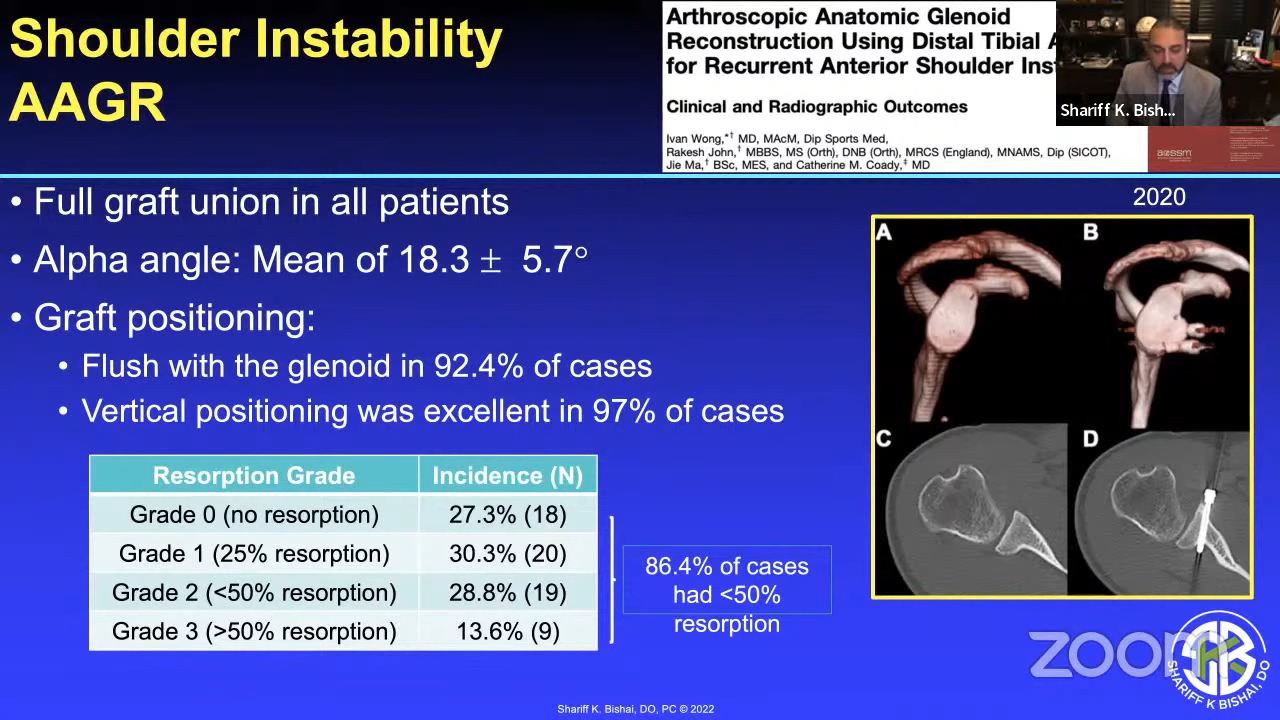 Shoulder Instability
AAGR
Arthroscopic Anatomic Glenoid
Reconstruction Using Distal Tibial A
for Recurrent Anterior Shoulder Ins
Clinical and Radiographic Outcomes
Ivan Wong,*† MD, MAcM, Dip Sports Med,
Rakesh John,† MBBS, MS (Orth), DNB (Orth), MRCS (England), MNAMS, Dip (SICOT),
Jie Ma,† BSc, MES, and Catherine M. Coady,‡ MD
Shariff K. Bish...
aossm
2020
• Full graft union in all patients
• Alpha angle: Mean of 18.3 ± 5.7°
• Graft positioning:
• Flush with the glenoid in 92.4% of cases
• Vertical positioning was excellent in 97% of cases
Resorption Grade Incidence (N)
Grade 0 (no resorption) 27.3% (18)
Grade 1 (25% resorption) 30.3% (20)
Grade 2 (<50% resorption) 28.8% (19)
Grade 3 (>50% resorption) 13.6% (9)
86.4% of cases
had <50%
resorption
A
B
C
D
zoom
SHARIFF K BISHAI, DO
Shariff K. Bishai, DO, PC © 2022